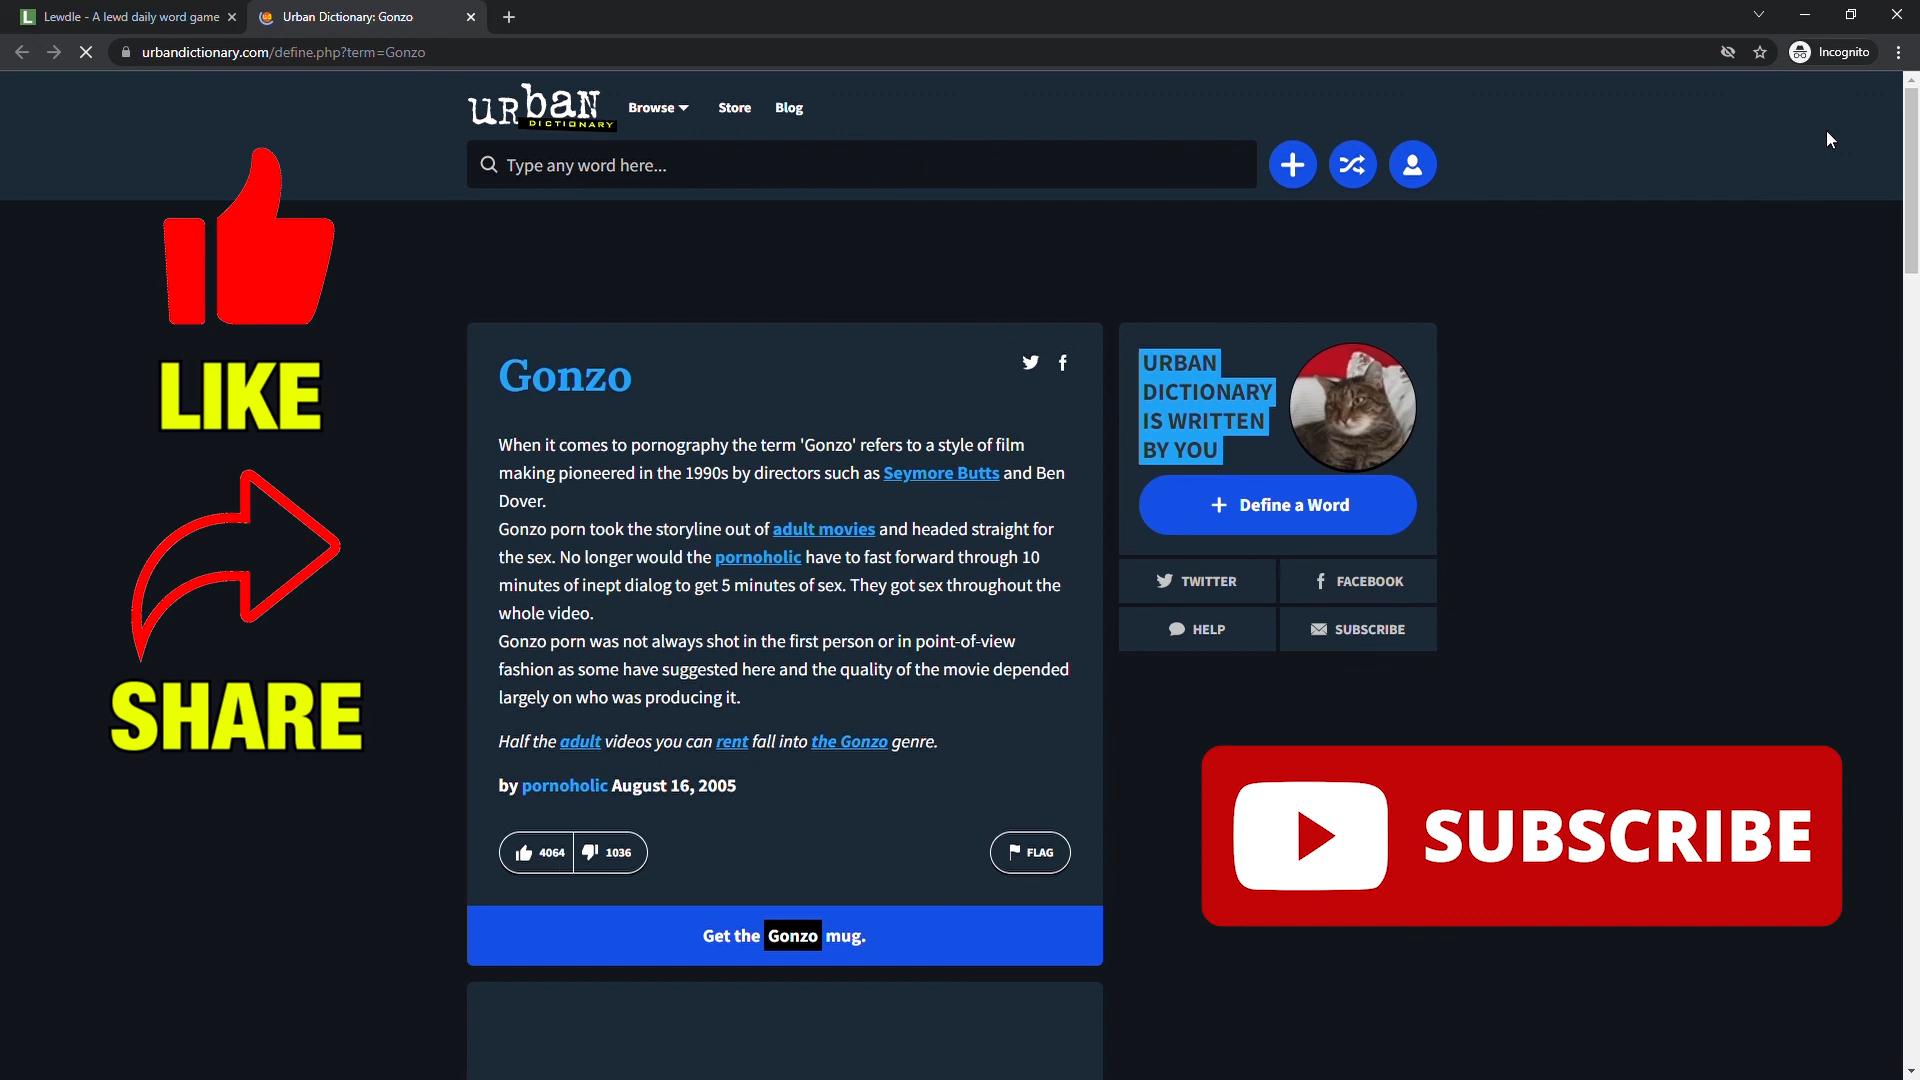 Lewdle - A lewd daily word game
Urban Dictionary: Gonzo
urbandictionary.com/define.php?term=Gonzo
Incognito
urban
DICTIONARY
Browse
Store
Blog
Type any word here...
LIKE
SHARE
Gonzo
When it comes to pornography the term 'Gonzo' refers to a style of film
making pioneered in the 1990s by directors such as Seymore Butts and Ben
Dover.
Gonzo porn took the storyline out of adult movies and headed straight for
the sex. No longer would the pornoholic have to fast forward through 10
minutes of inept dialog to get 5 minutes of sex. They got sex throughout the
whole video.
Gonzo porn was not always shot in the first person or in point-of-view
fashion as some have suggested here and the quality of the movie depended
largely on who was producing it.
Half the adult videos you can rent fall into the Gonzo genre.
by pornoholic August 16, 2005
4064
1036
FLAG
Get the Gonzo mug.
URBAN
DICTIONARY
IS WRITTEN
BY YOU
Define a Word
TWITTER
FACEBOOK
HELP
SUBSCRIBE
SUBSCRIBE